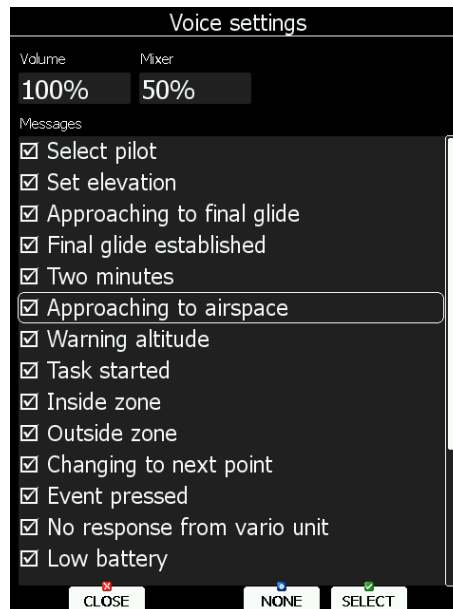 Voice settings
Volume Mixer
100% 50%
Messages
Select pilot
Set elevation
Approaching to final glide
Final glide established
Two minutes
Approaching to airspace
Warning altitude
Task started
Inside zone
Outside zone
Changing to next point
Event pressed
No response from vario unit
Low battery
CLOSE NONE SELECT